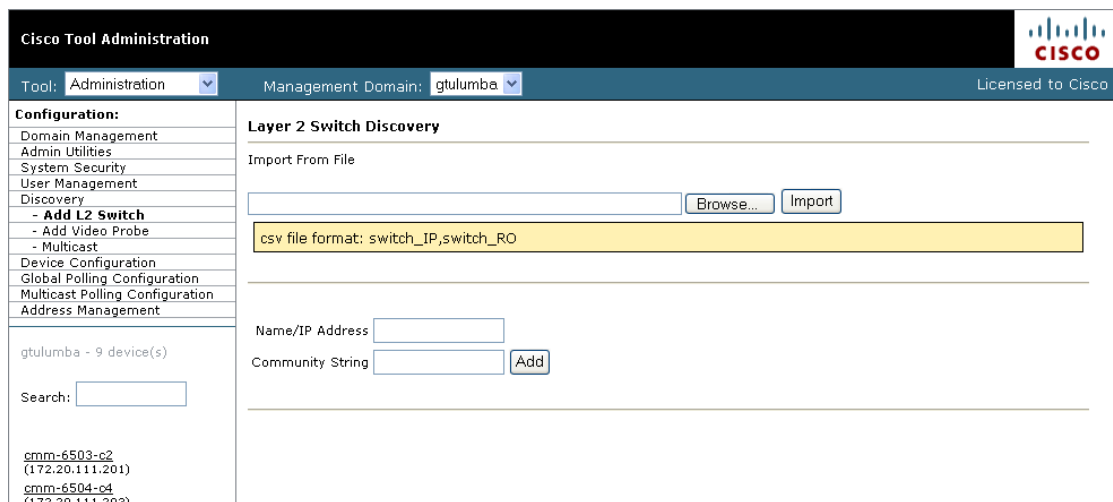 Cisco Tool Administration
CISCO
Tool: Administration
Management Domain: gtulumba
Licensed to Cisco
Configuration:
Domain Management
Admin Utilities
System Security
User Management
Discovery
- Add L2 Switch
- Add Video Probe
- Multicast
Device Configuration
Global Polling Configuration
Multicast Polling Configuration
Address Management
gtulumba - 9 device(s)
Search:
cmm-6503-c2
(172.20.111.201)
cmm-6504-c4
Layer 2 Switch Discovery
Import From File
Browse... Import
csv file format: switch_IP,switch_RO
Name/IP Address
Community String Add